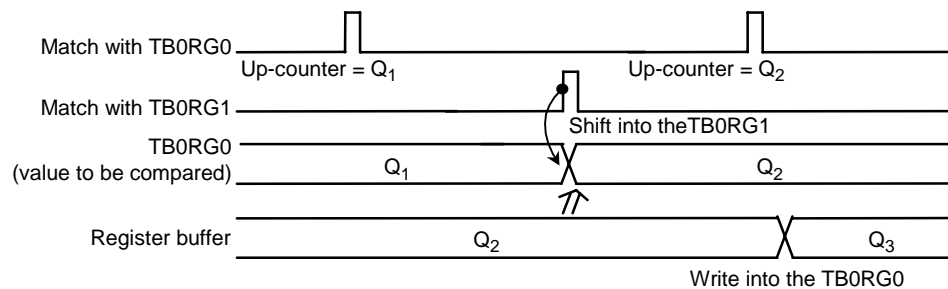 Match with TB0RG0
Up-counter = Q1
Up-counter = Q2
Match with TB0RG1
Shift into theTB0RG1
TB0RG0
(value to be compared)
Q1
Q2
Register buffer
Q2
Q3
Write into the TB0RG0